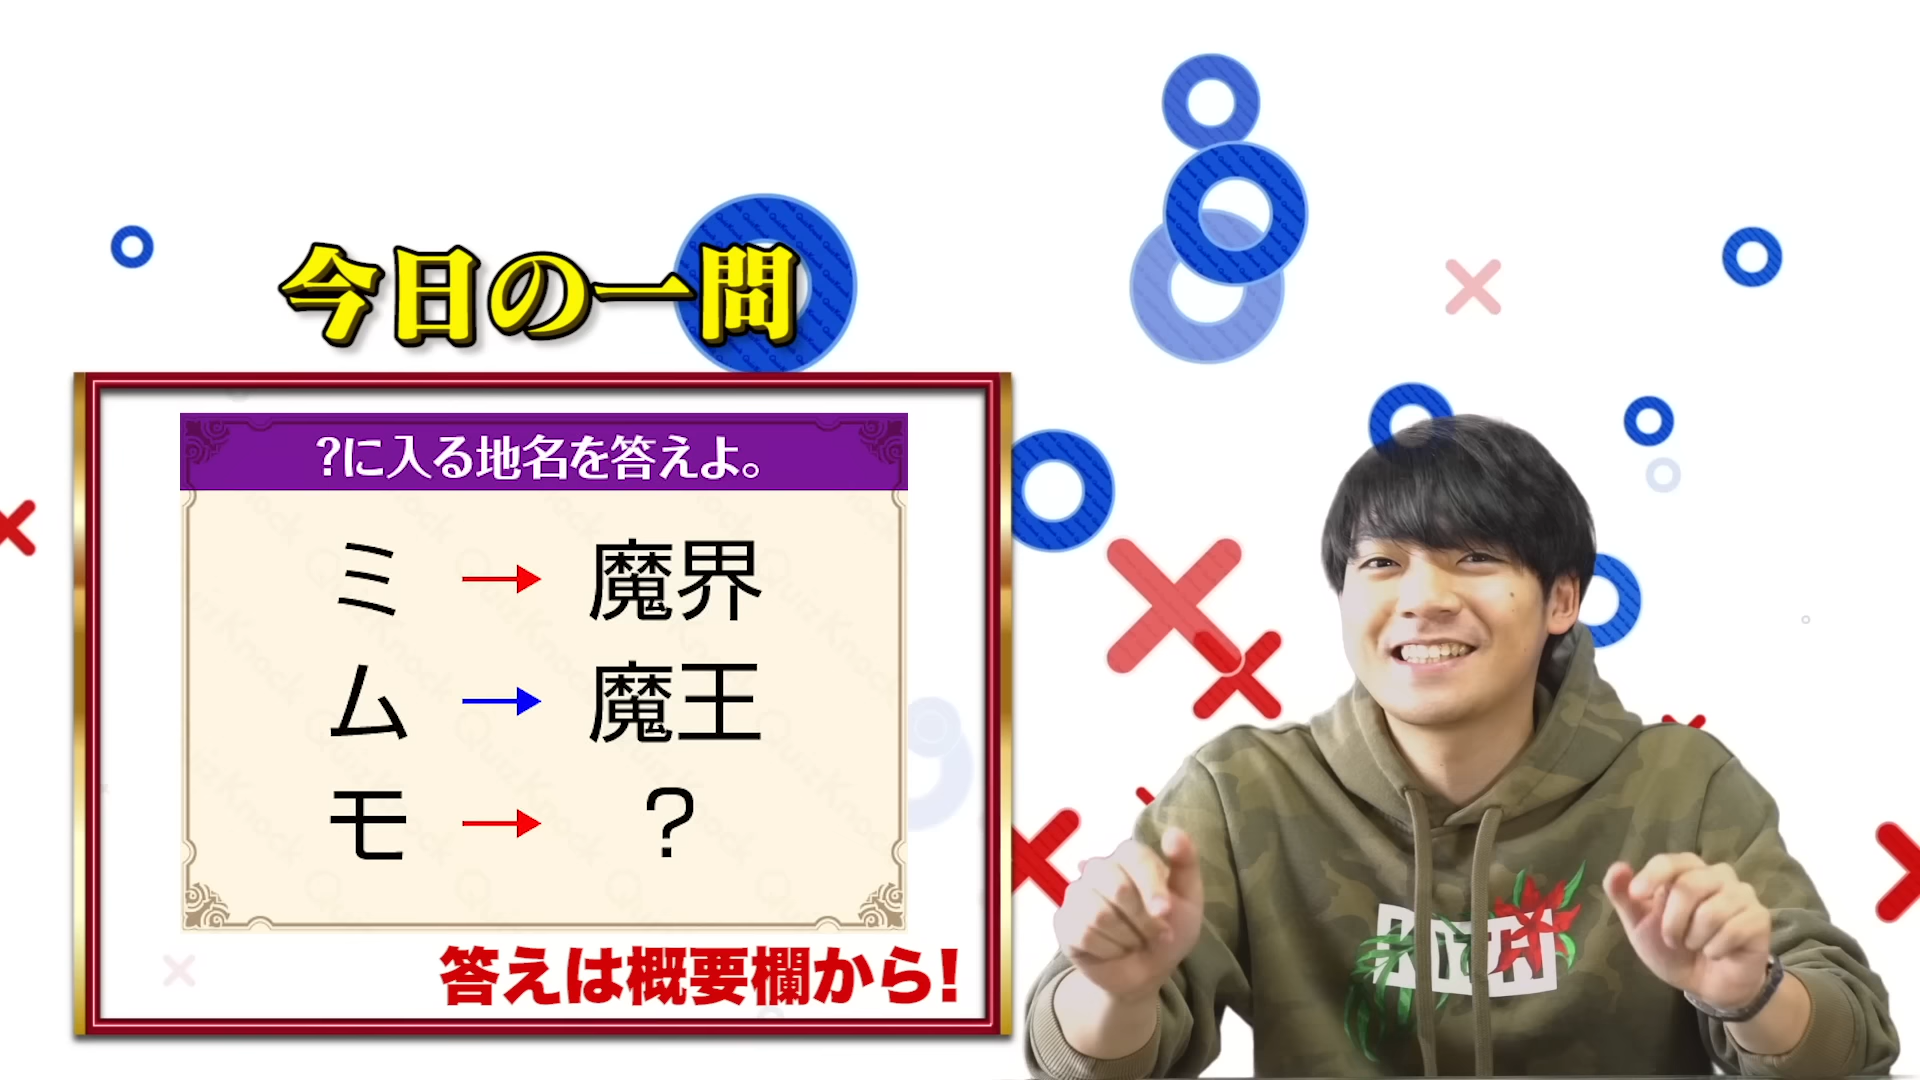 今日の一問
?に入る地名を答えよ。
ミ → 魔界
ム → 魔王
モ → ?
答えは概要欄から!